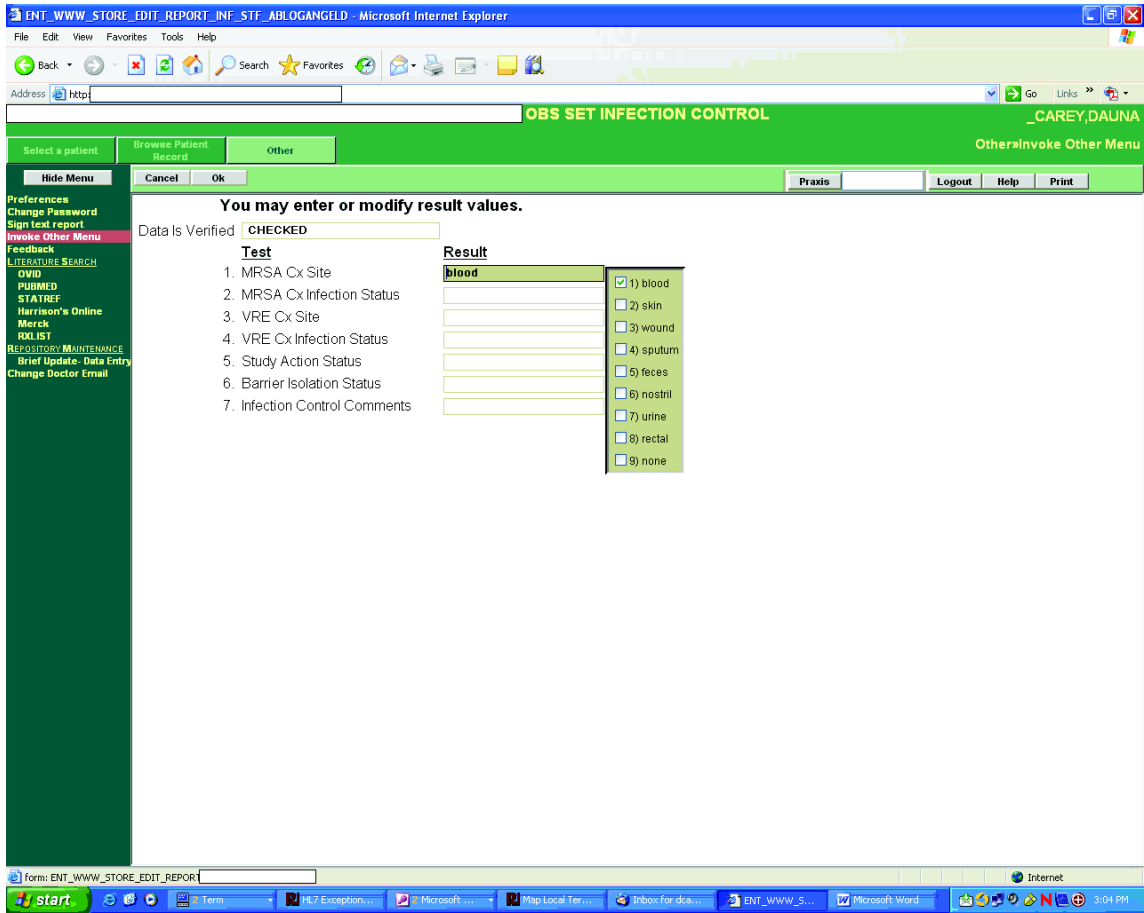 ENT_WWW_STORE_EDIT_REPORT_INF_STF_ABLOGANGELD - Microsoft Internet Explorer
File Edit View Favorites Tools Help
Back Search Favorites
Address http: Go Links »
OBS SET INFECTION CONTROL _CAREY,DAUNA
Select a patient Browse Patient Record Other Other»Invoke Other Menu
Hide Menu Cancel Ok Praxis Logout Help Print
Preferences
Change Password
Sign text report
Invoke Other Menu
Feedback
LITERATURE SEARCH
OVID
PUBMED
STATREF
Harrison's Online
Merck
RXLIST
REPOSITORY MAINTENANCE
Brief Update- Data Entry
Change Doctor Email
You may enter or modify result values.
Data Is Verified CHECKED
Test Result
1. MRSA Cx Site blood
2. MRSA Cx Infection Status
3. VRE Cx Site
4. VRE Cx Infection Status
5. Study Action Status
6. Barrier Isolation Status
7. Infection Control Comments
1) blood
2) skin
3) wound
4) sputum
5) feces
6) nostril
7) urine
8) rectal
9) none
form: ENT_WWW_STORE_EDIT_REPORT Internet
start 2 Term HL7 Exception... 2 Microsoft ... Map Local Ter... Inbox for dca... ENT_WWW_S... Microsoft Word 3:04 PM